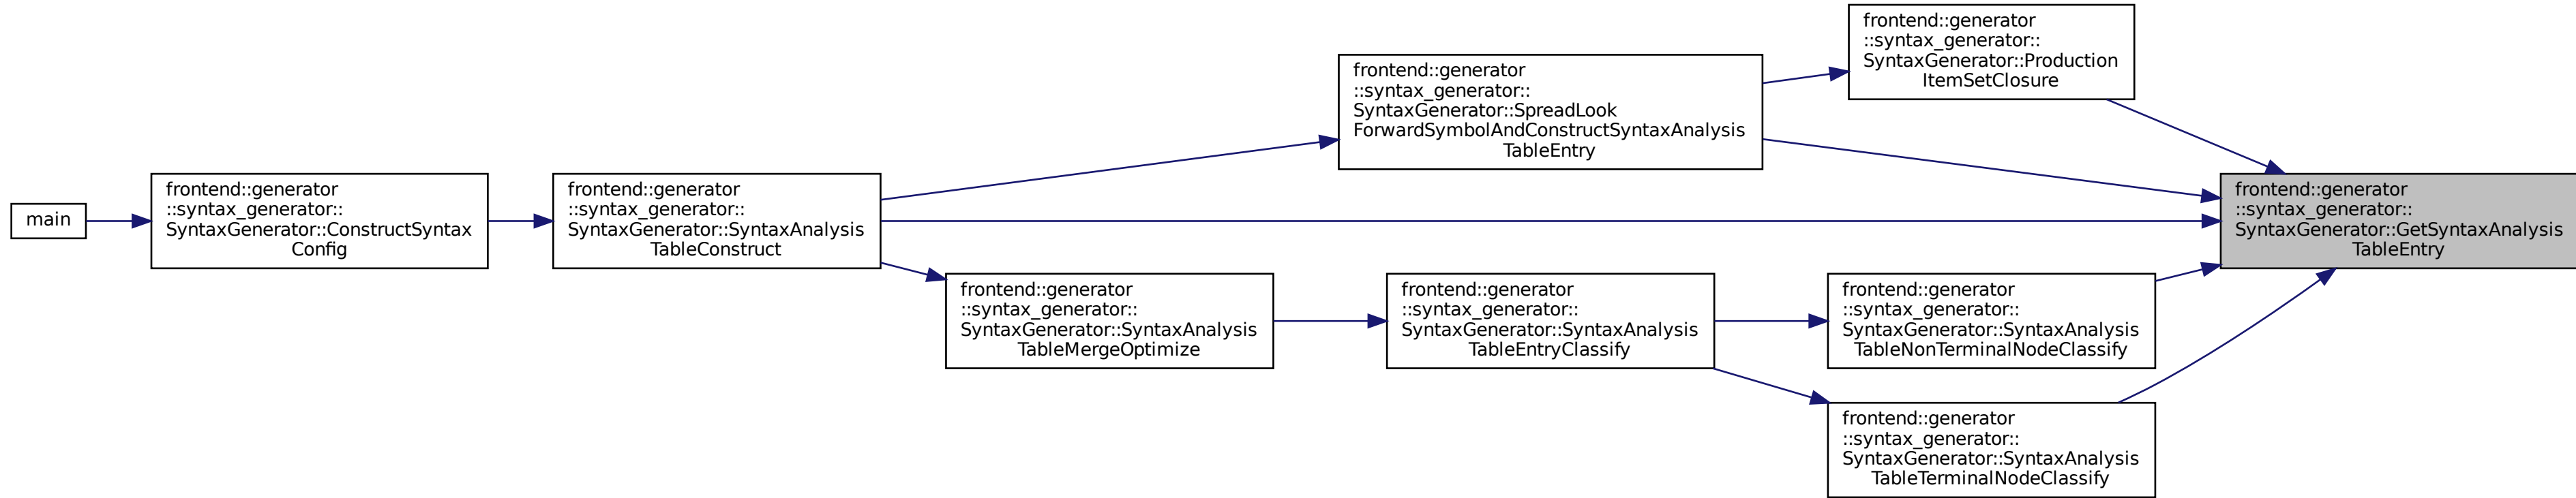 frontend::generator
::syntax_generator::
SyntaxGenerator::Production
ItemSetClosure
frontend::generator
::syntax_generator::
SyntaxGenerator::SpreadLook
ForwardSymbolAndConstructSyntaxAnalysis
TableEntry
main
frontend::generator
::syntax_generator::
SyntaxGenerator::ConstructSyntax
Config
frontend::generator
::syntax_generator::
SyntaxGenerator::SyntaxAnalysis
TableConstruct
frontend::generator
::syntax_generator::
SyntaxGenerator::GetSyntaxAnalysis
TableEntry
frontend::generator
::syntax_generator::
SyntaxGenerator::SyntaxAnalysis
TableMergeOptimize
frontend::generator
::syntax_generator::
SyntaxGenerator::SyntaxAnalysis
TableEntryClassify
frontend::generator
::syntax_generator::
SyntaxGenerator::SyntaxAnalysis
TableNonTerminalNodeClassify
frontend::generator
::syntax_generator::
SyntaxGenerator::SyntaxAnalysis
TableTerminalNodeClassify